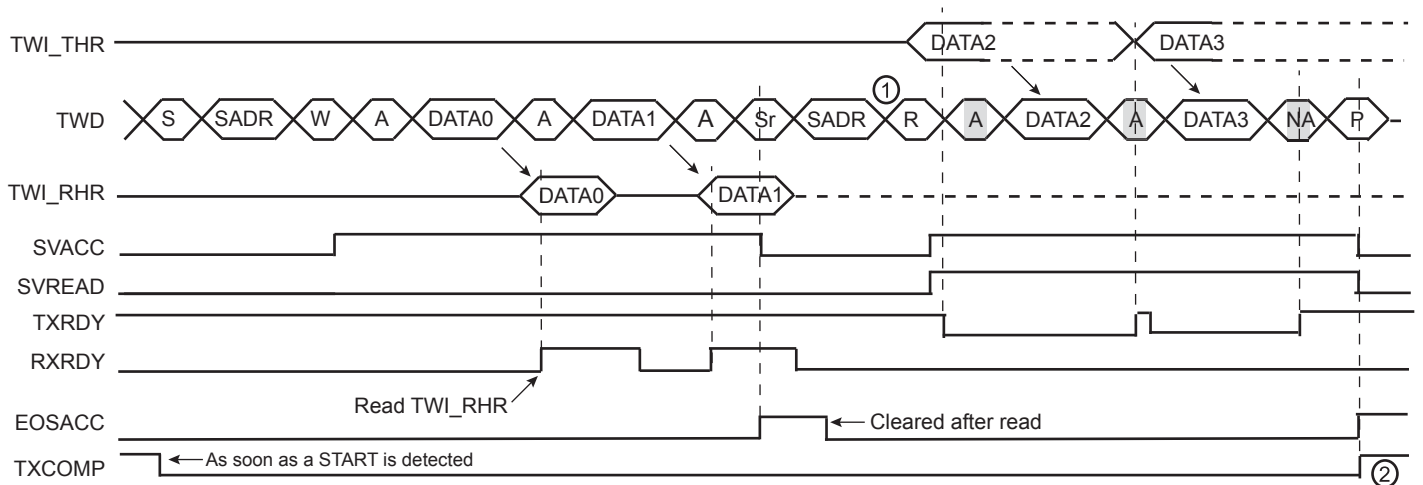 TWI_THR DATA2 DATA3
①
TWD S SADR W A DATA0 A DATA1 A Sr SADR R A DATA2 A DATA3 NA P
TWI_RHR DATA0 DATA1
SVACC
SVREAD
TXRDY
RXRDY
Read TWI_RHR
EOSACC Cleared after read
As soon as a START is detected
TXCOMP ②